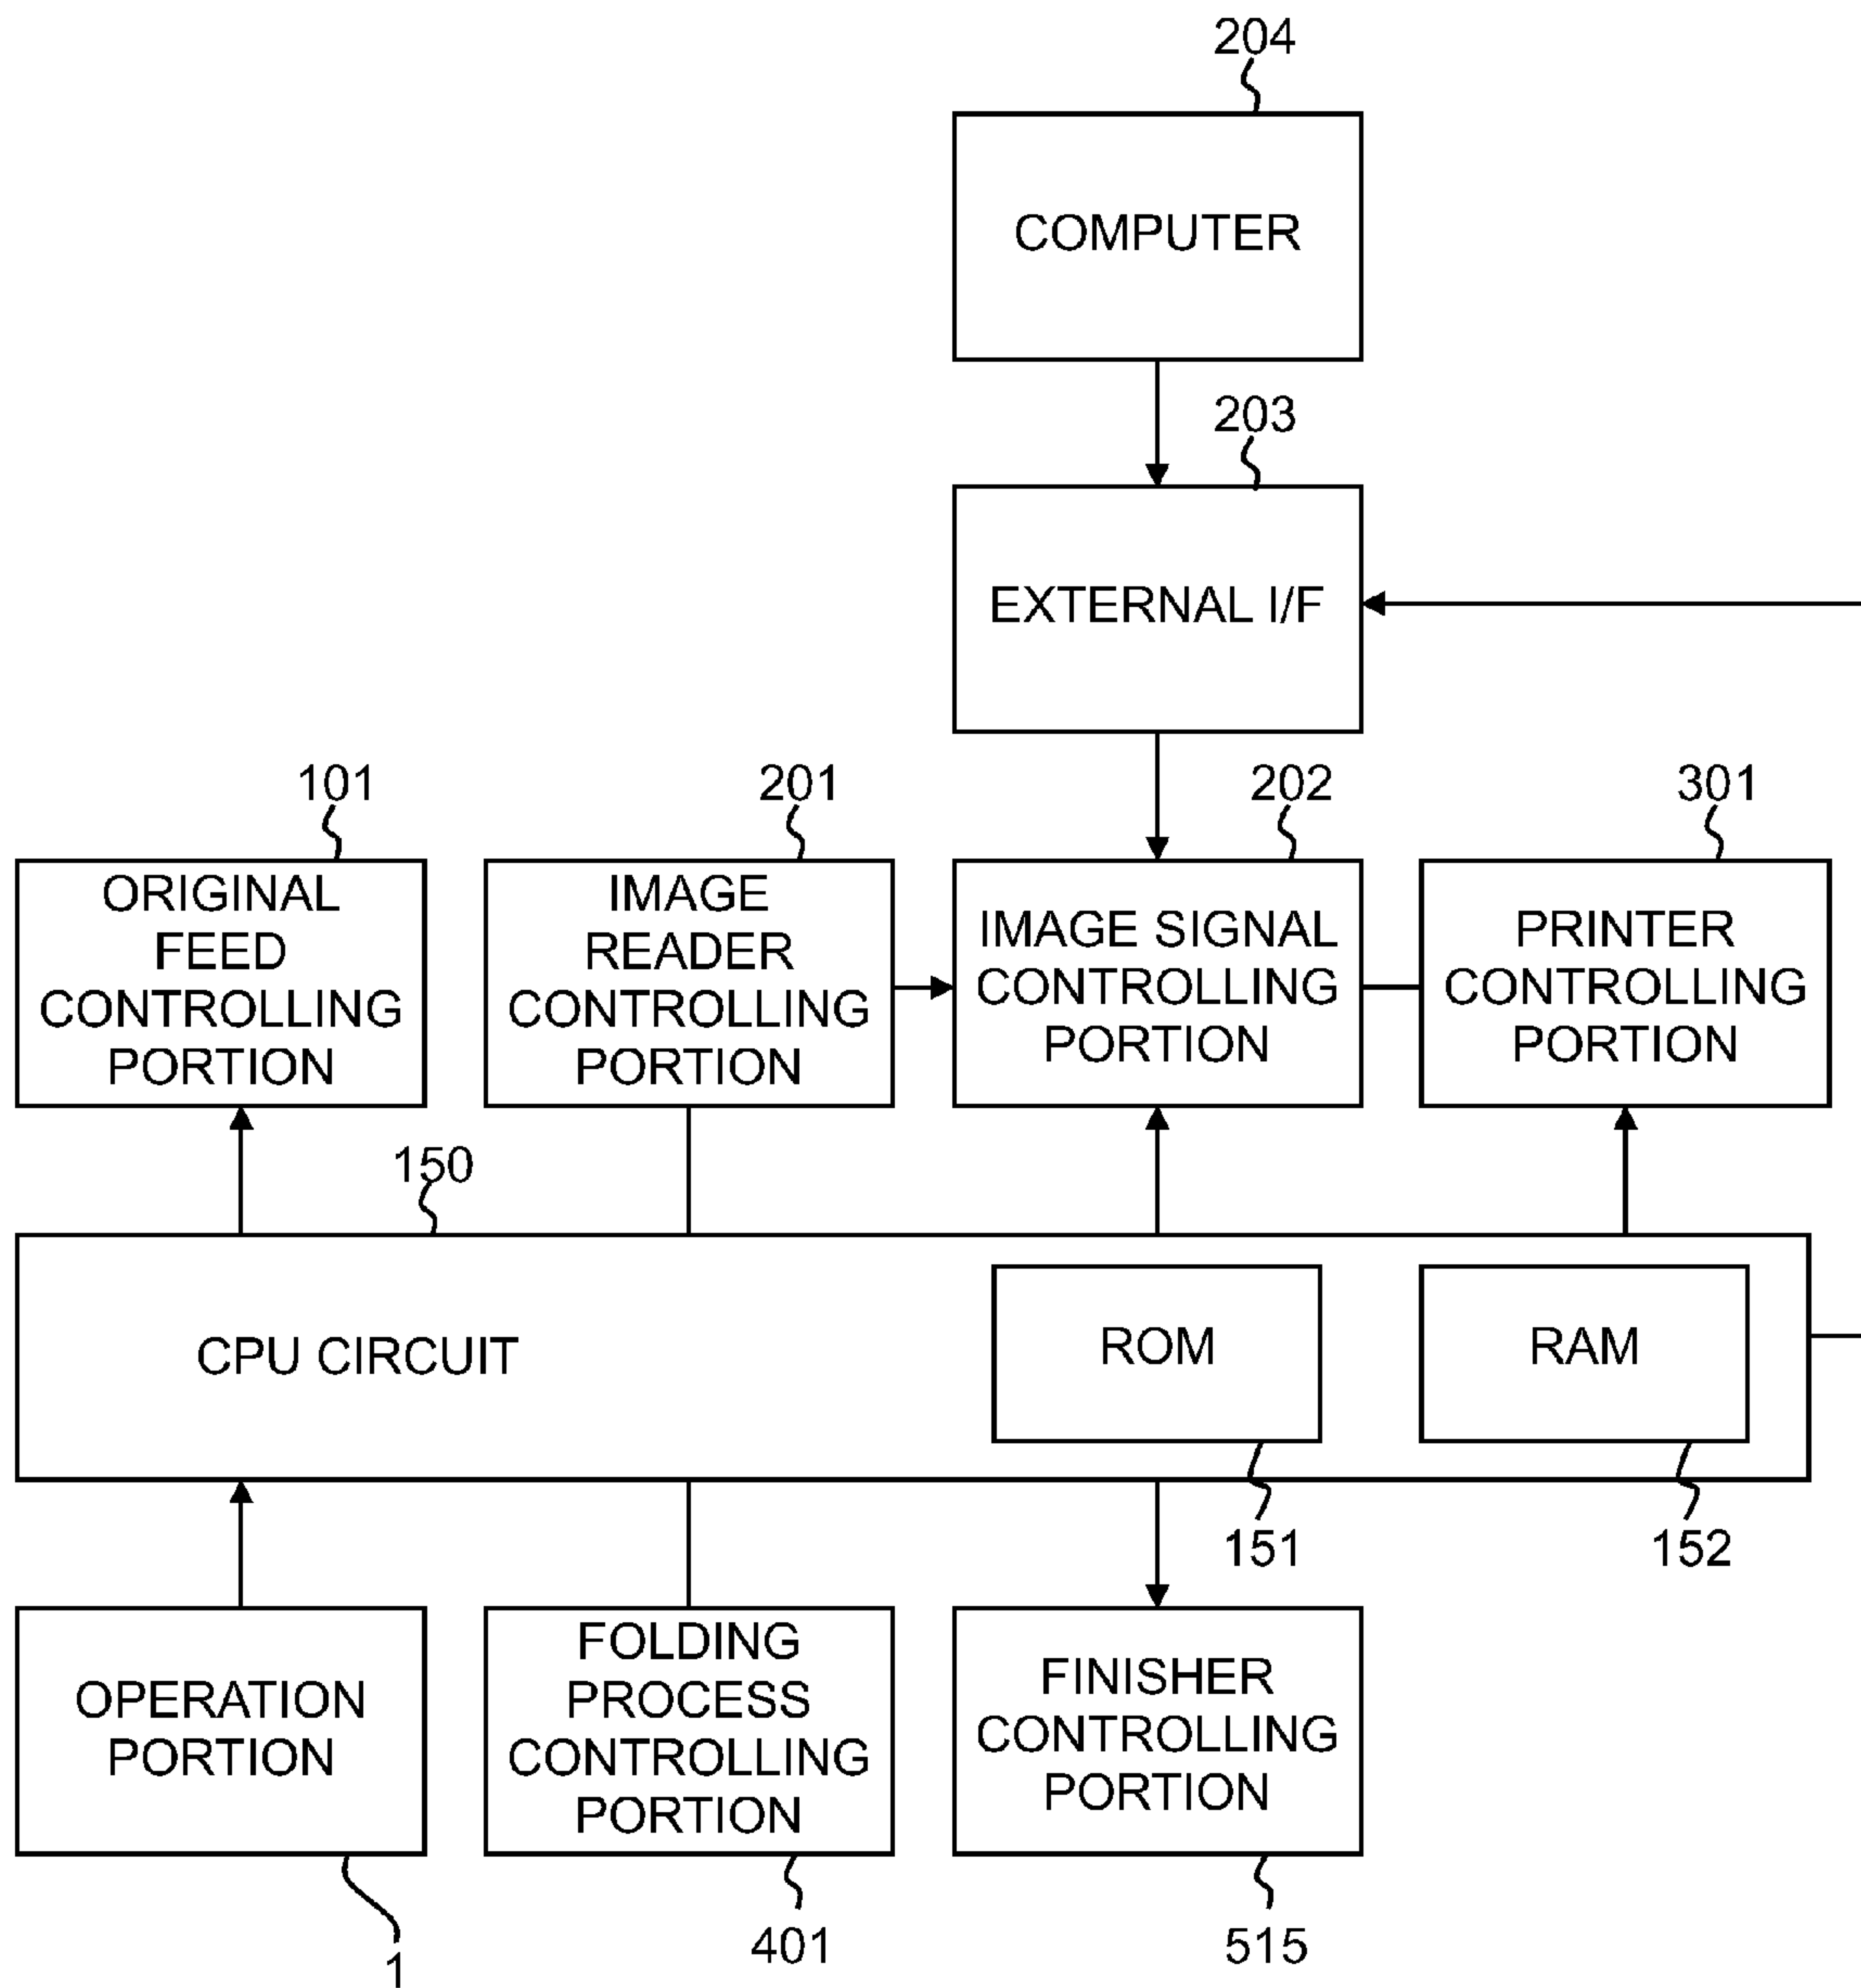 204
COMPUTER
203
EXTERNAL I/F
101
201
202
301
ORIGINAL
FEED
CONTROLLING
PORTION
IMAGE
READER
CONTROLLING
PORTION
IMAGE SIGNAL
CONTROLLING
PORTION
PRINTER
CONTROLLING
PORTION
150
CPU CIRCUIT
ROM
RAM
151
152
OPERATION
PORTION
FOLDING
PROCESS
CONTROLLING
PORTION
FINISHER
CONTROLLING
PORTION
1
401
515